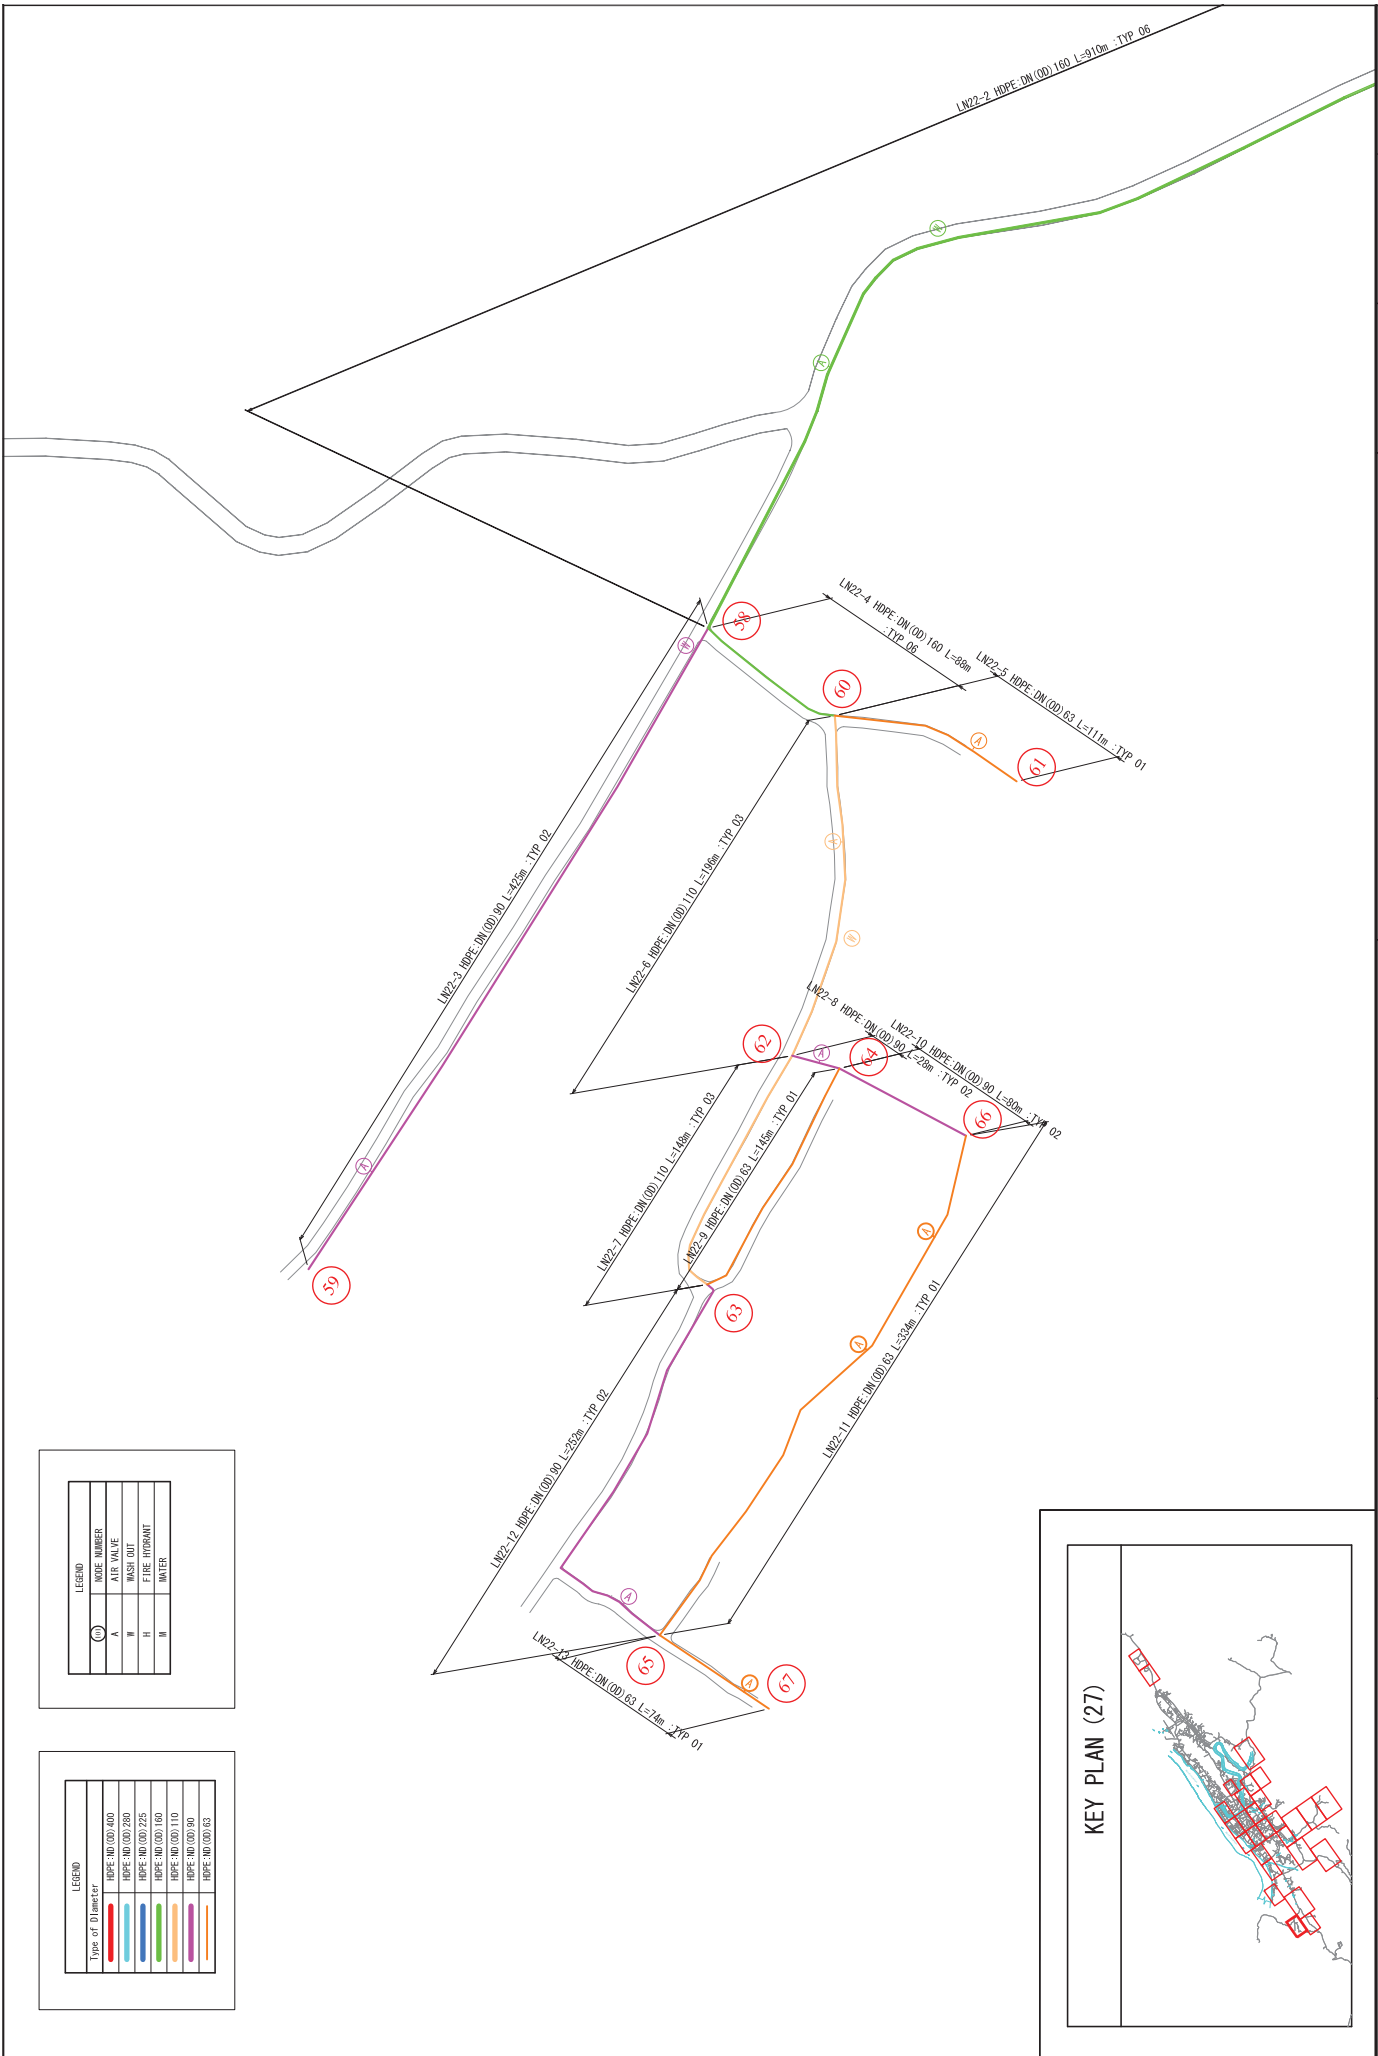 LN22-2 HDPE:DN(OD)160 L=910m :TYP 06
LN22-4 HDPE:DN(OD)160 L=88m
:TYP 06
LN22-5 HDPE:DN(OD)63 L=111m :TYP 01
LN22-3 HDPE:DN(OD)90 L=425m :TYP 02
LN22-6 HDPE:DN(OD)110 L=196m :TYP 03
LN22-8 HDPE:DN(OD)90 L=28m :TYP 02
LN22-10 HDPE:DN(OD)90 L=80m :TYP 02
LN22-7 HDPE:DN(OD)110 L=148m :TYP 03
LN22-9 HDPE:DN(OD)63 L=145m :TYP 01
LN22-11 HDPE:DN(OD)63 L=334m :TYP 01
LN22-12 HDPE:DN(OD)90 L=252m :TYP 02
LN22-13 HDPE:DN(OD)63 L=74m :TYP 01
58
60
61
62
64
66
59
63
65
67
W
A
W
A
A
A
W
A
A
A
A
A
A
LEGEND
NODE NUMBER
A AIR VALVE
W WASH OUT
H FIRE HYDRANT
M MATER
LEGEND
Type of Diameter
HDPE:ND(OD)400
HDPE:ND(OD)280
HDPE:ND(OD)225
HDPE:ND(OD)160
HDPE:ND(OD)110
HDPE:ND(OD)90
HDPE:ND(OD)63
KEY PLAN (27)